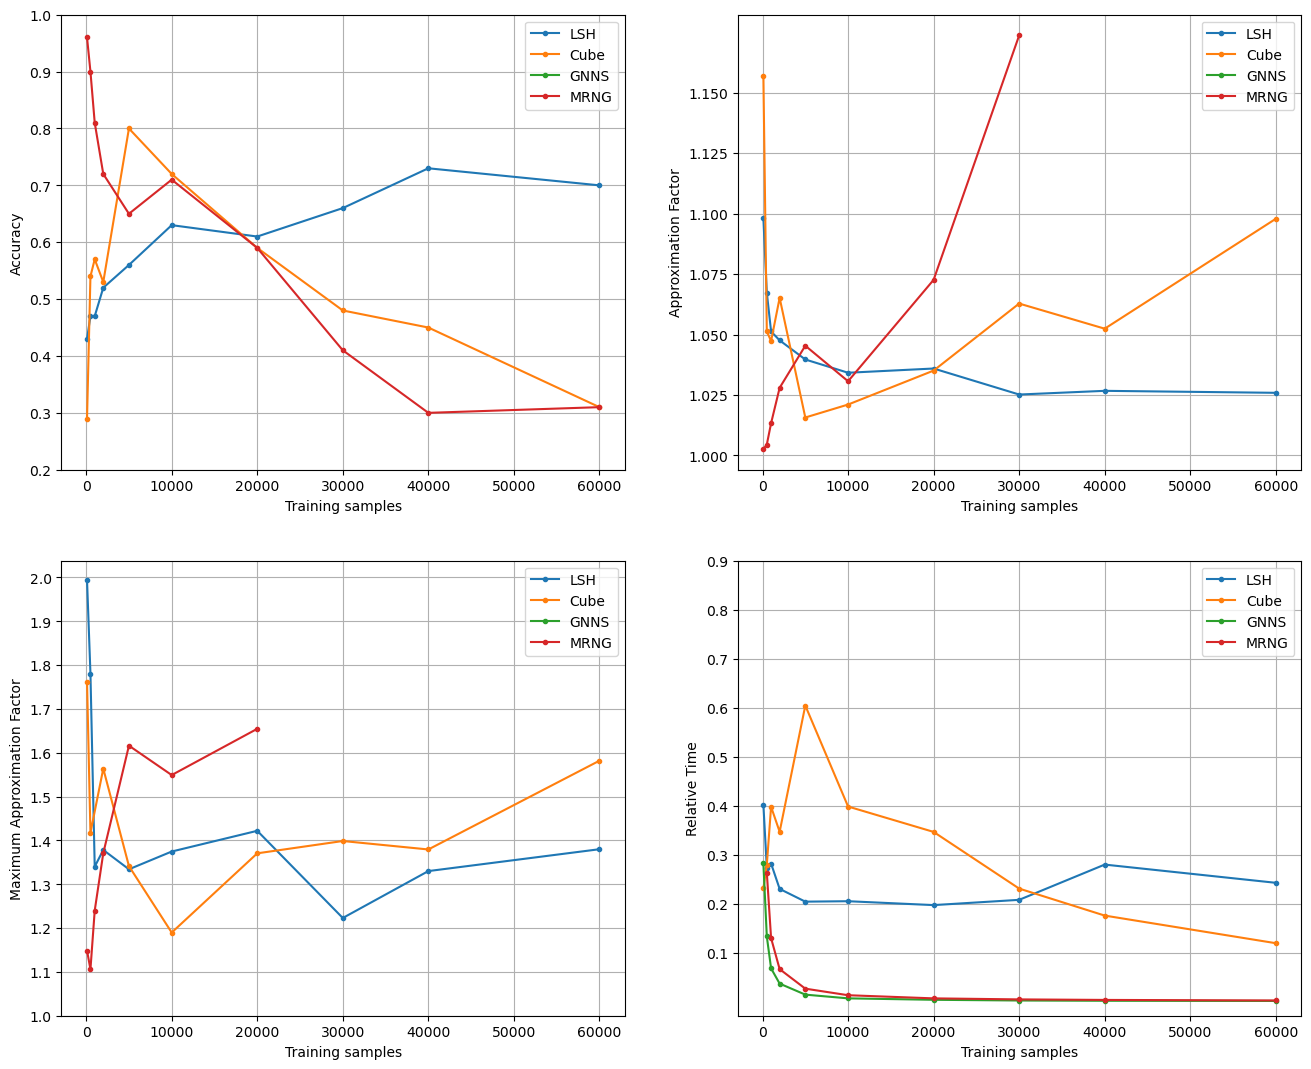 1.0
0.9
0.8
0.7
0.6
0.5
0.4
0.3
0.2
Accuracy
0 10000 20000 30000 40000 50000 60000
Training samples
LSH
Cube
GNNS
MRNG
1.150
1.125
1.100
1.075
1.050
1.025
1.000
Approximation Factor
0 10000 20000 30000 40000 50000 60000
Training samples
LSH
Cube
GNNS
MRNG
2.0
1.9
1.8
1.7
1.6
1.5
1.4
1.3
1.2
1.1
1.0
Maximum Approximation Factor
0 10000 20000 30000 40000 50000 60000
Training samples
LSH
Cube
GNNS
MRNG
0.9
0.8
0.7
0.6
0.5
0.4
0.3
0.2
0.1
Relative Time
0 10000 20000 30000 40000 50000 60000
Training samples
LSH
Cube
GNNS
MRNG